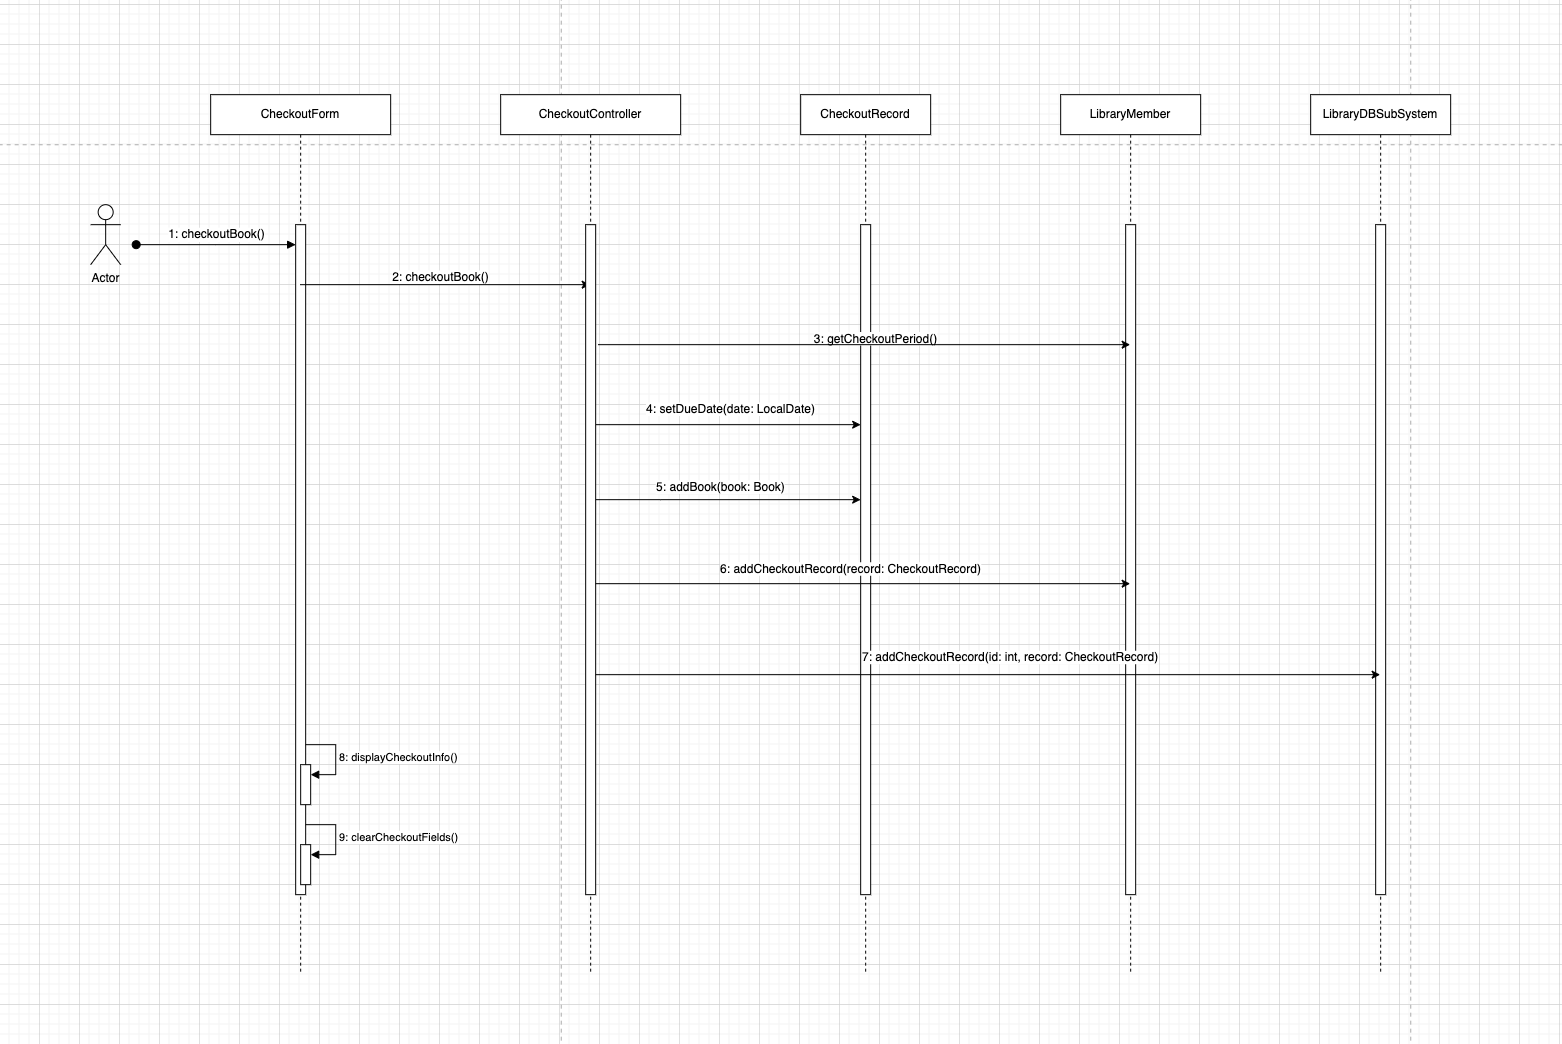 CheckoutForm
CheckoutController
CheckoutRecord
LibraryMember
LibraryDBSubSystem
1: checkoutBook()
Actor
2: checkoutBook()
3: getCheckoutPeriod()
4: setDueDate(date: LocalDate)
5: addBook(book: Book)
6: addCheckoutRecord(record: CheckoutRecord)
7: addCheckoutRecord(id: int, record: CheckoutRecord)
8: displayCheckoutInfo()
9: clearCheckoutFields()